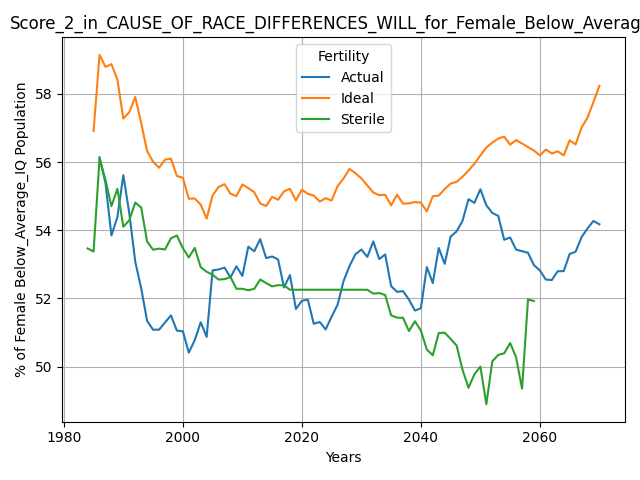 Score_2_in_CAUSE_OF_RACE_DIFFERENCES_WILL_for_Female_Below_Averag
% of Female Below_Average_IQ Population
Fertility
Actual
Ideal
Sterile
58
56
54
52
50
1980
2000
2020
2040
2060
Years